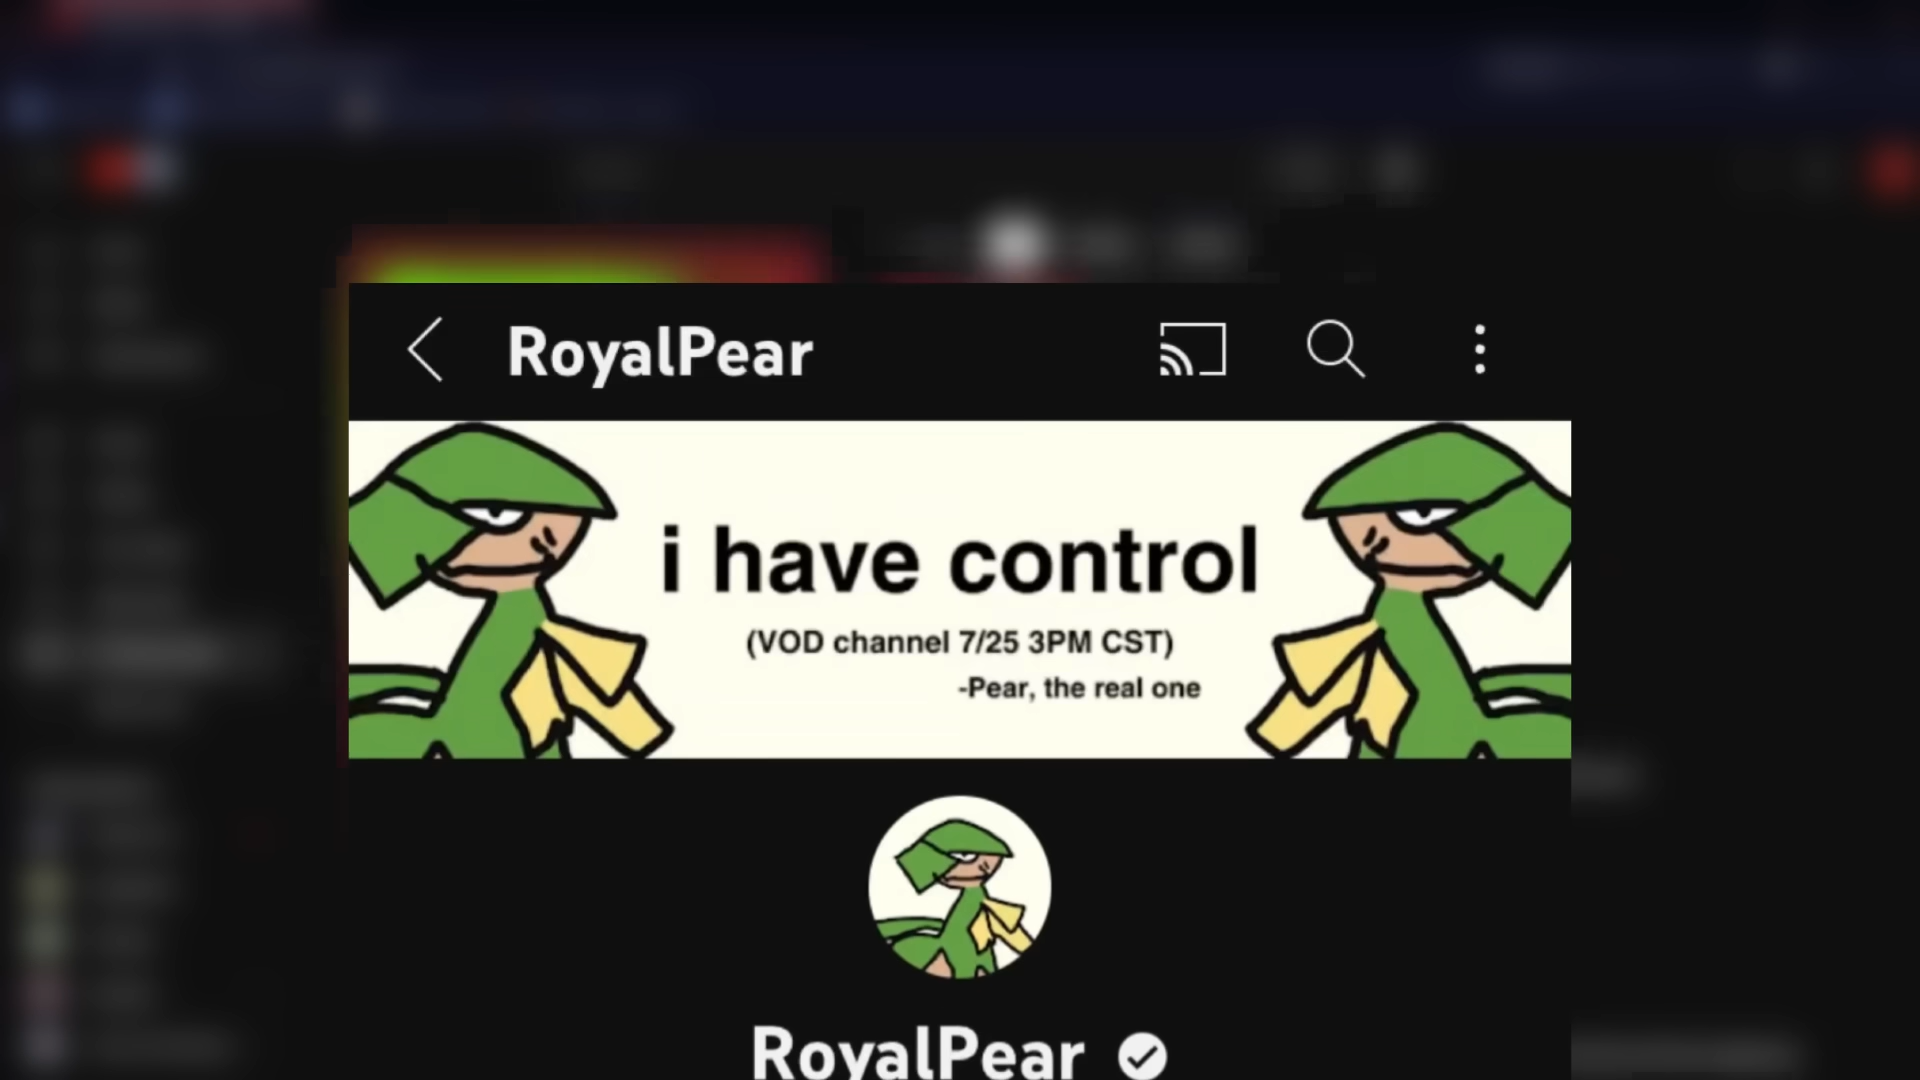 RoyalPear
i have control
(VOD channel 7/25 3PM CST)
-Pear, the real one
RoyalPear